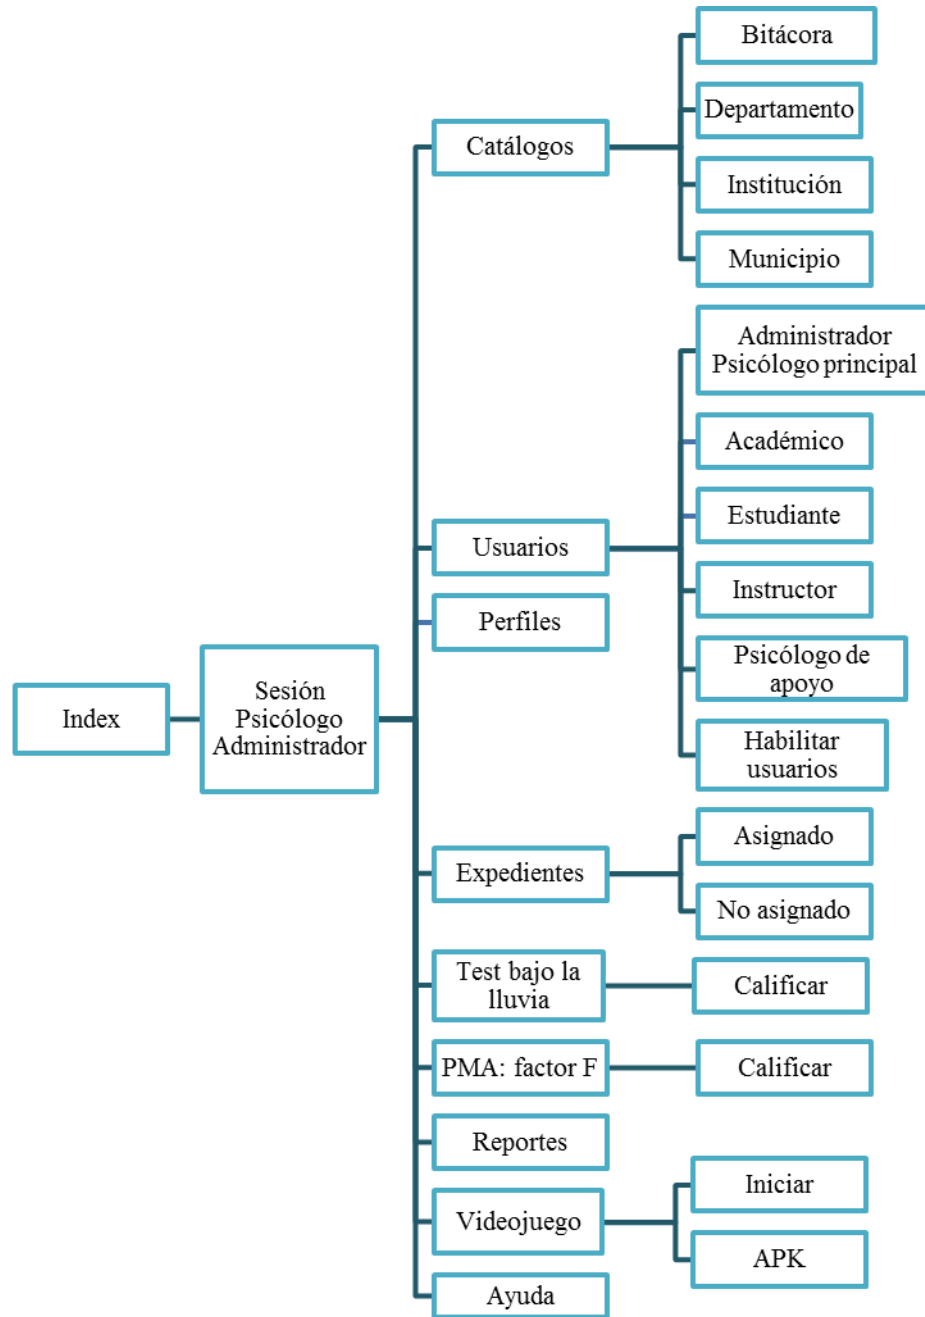 Index
Sesión
Psicólogo
Administrador
Catálogos
Bitácora
Departamento
Institución
Municipio
Usuarios
Administrador
Psicólogo principal
Académico
Estudiante
Instructor
Psicólogo de
apoyo
Habilitar
usuarios
Perfiles
Expedientes
Asignado
No asignado
Test bajo la
lluvia
Calificar
PMA: factor F
Calificar
Reportes
Videojuego
Iniciar
APK
Ayuda